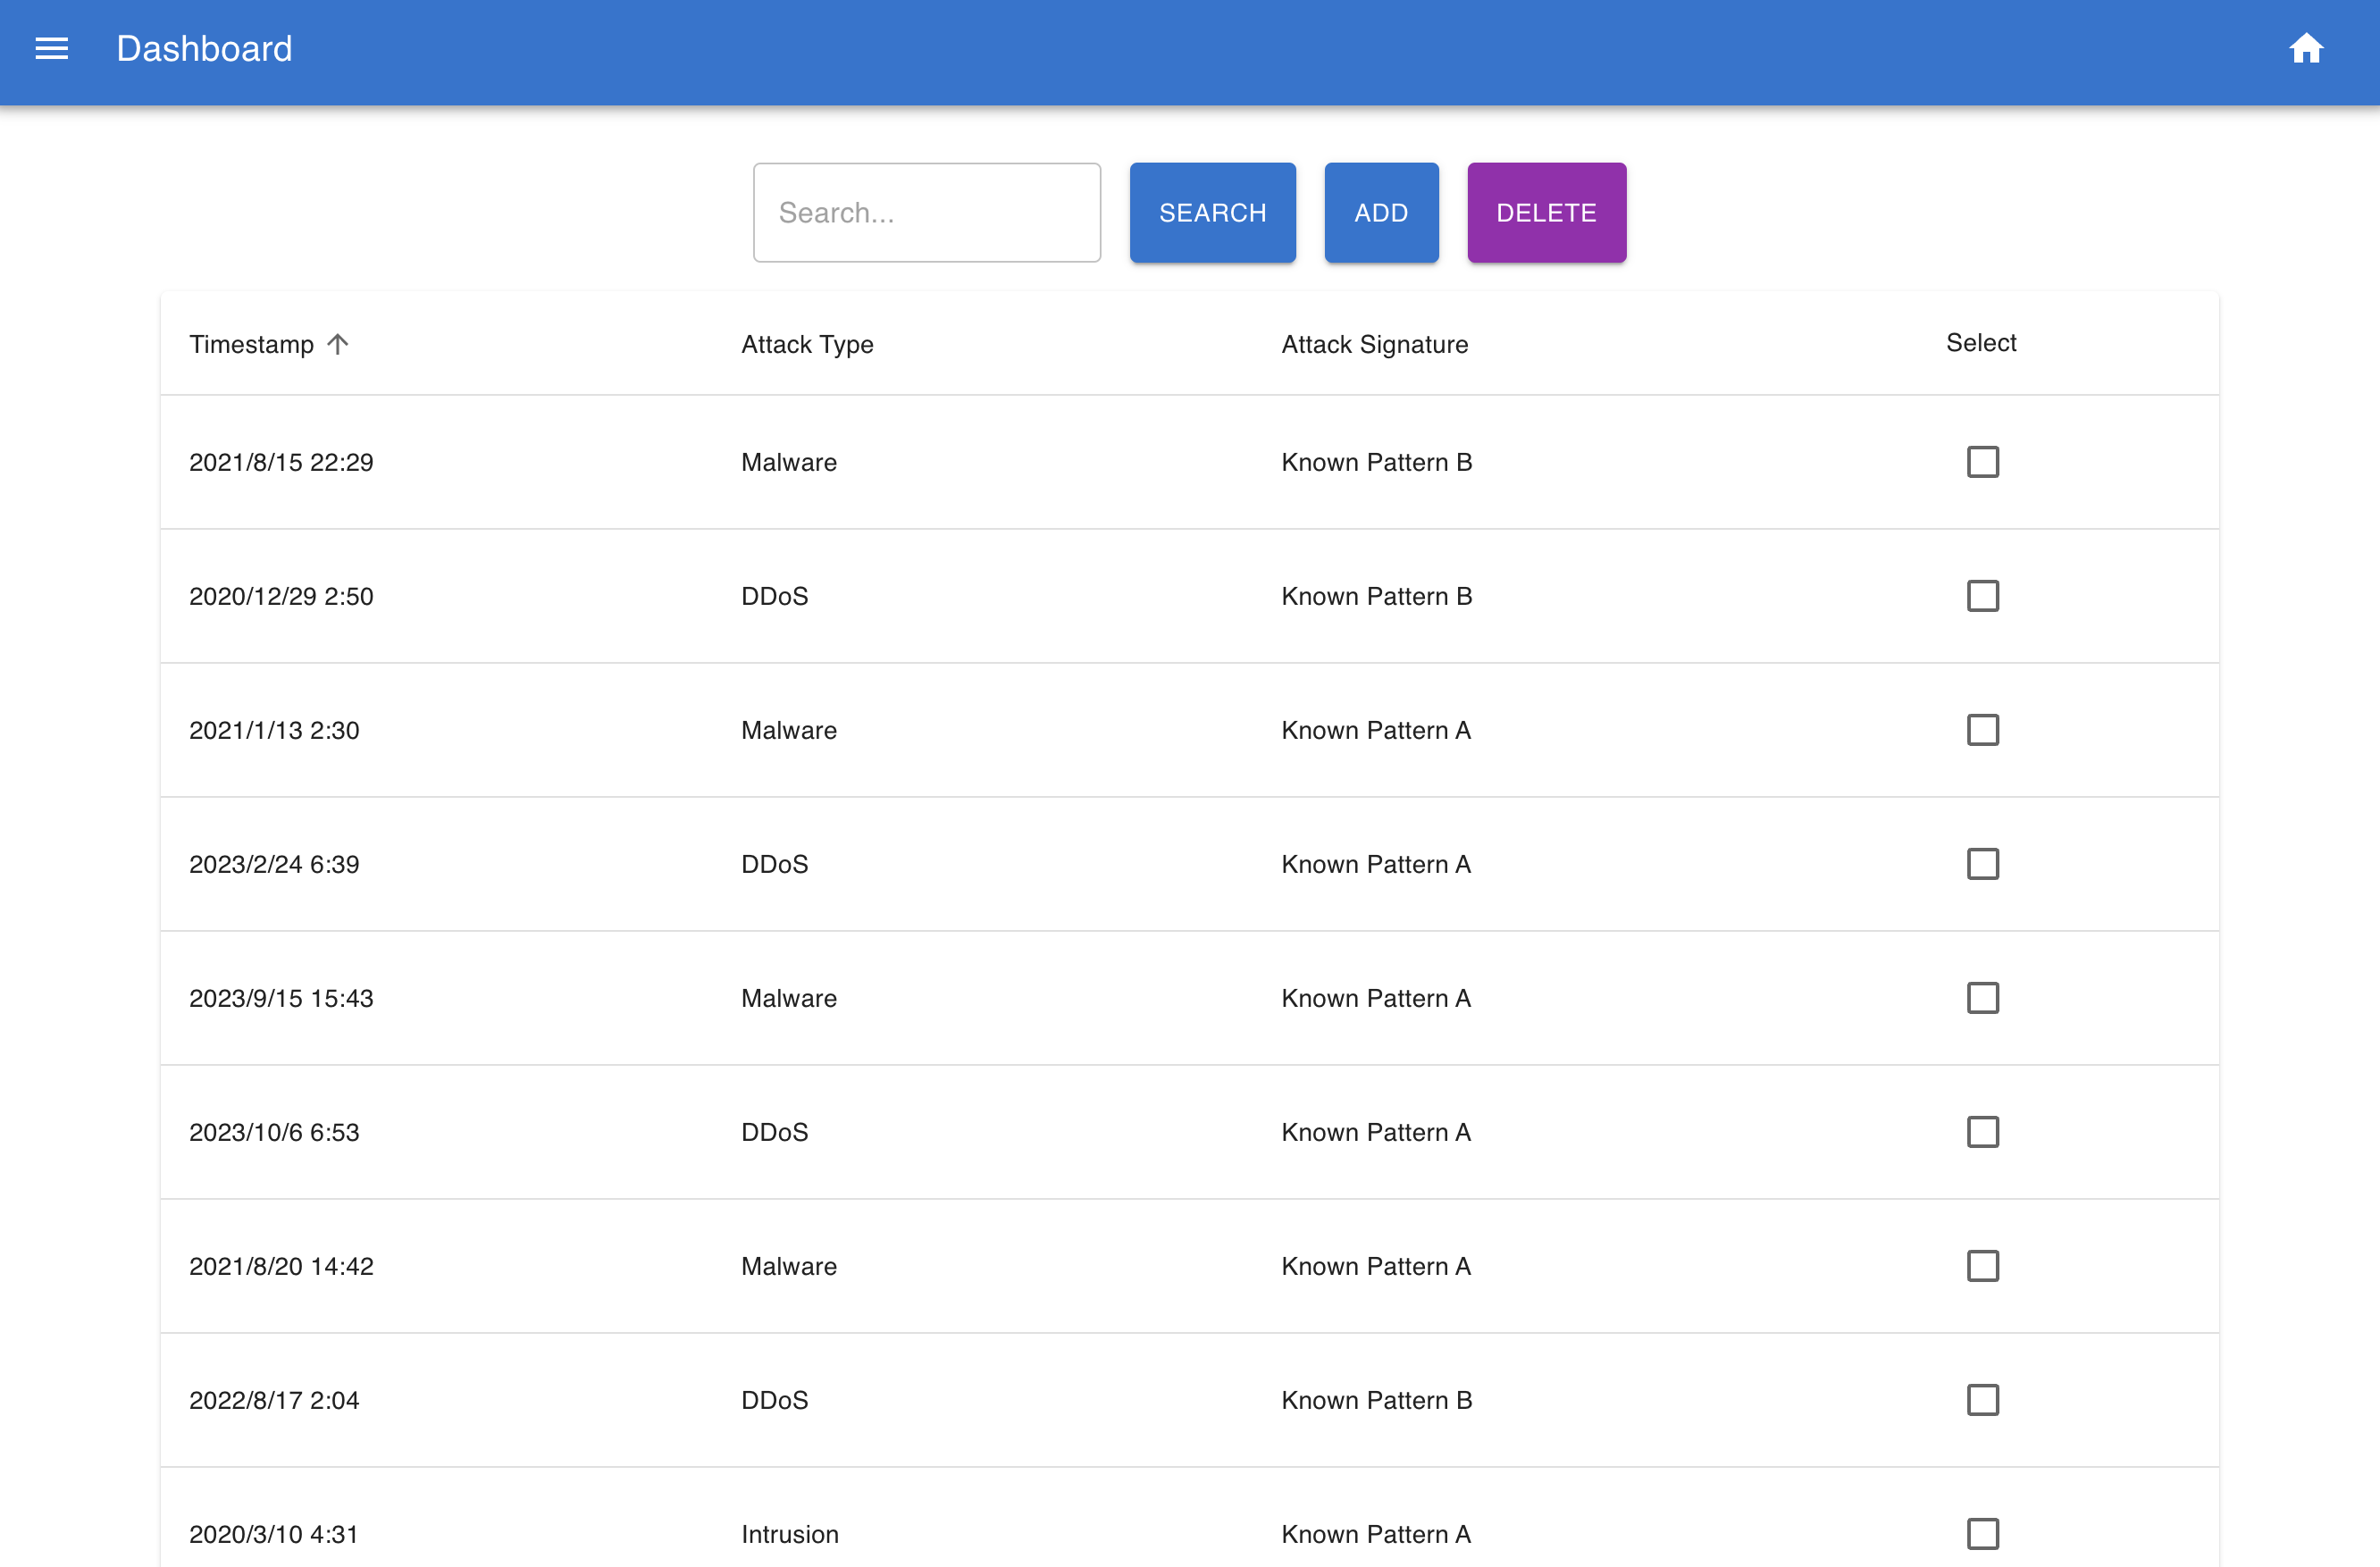 Dashboard
Search...
SEARCH
ADD
DELETE
Timestamp Attack Type Attack Signature Select
2021/8/15 22:29 Malware Known Pattern B
2020/12/29 2:50 DDoS Known Pattern B
2021/1/13 2:30 Malware Known Pattern A
2023/2/24 6:39 DDoS Known Pattern A
2023/9/15 15:43 Malware Known Pattern A
2023/10/6 6:53 DDoS Known Pattern A
2021/8/20 14:42 Malware Known Pattern A
2022/8/17 2:04 DDoS Known Pattern B
2020/3/10 4:31 Intrusion Known Pattern A